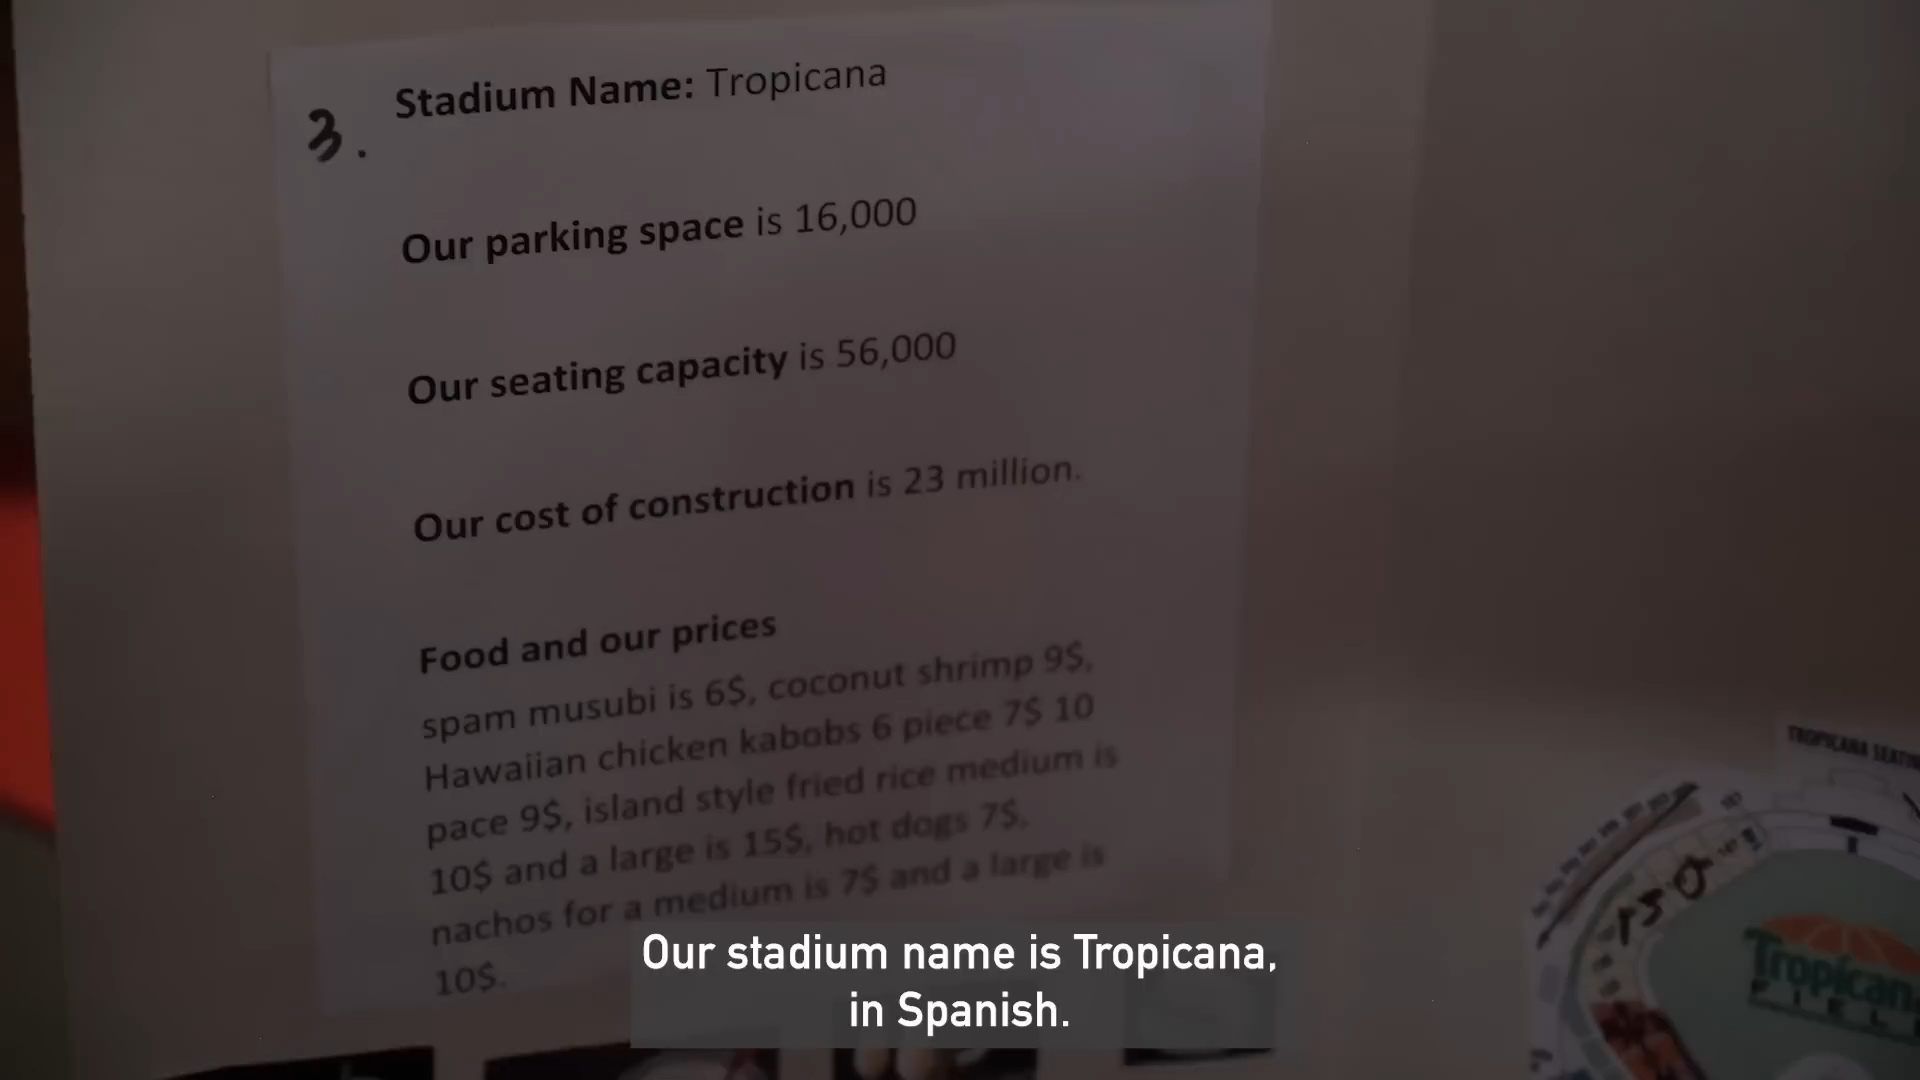 3.
Stadium Name: Tropicana
Our parking space is 16,000
Our seating capacity is 56,000
Our cost of construction is 23 million.
Food and our prices
spam musubi is 6$, coconut shrimp 9$,
Hawaiian chicken kabobs 6 piece 7$ 10
pace 9$, island style fried rice medium is
10$ and a large is 15$, hot dogs 7$,
nachos for a medium is 7$ and a large is
10$.
TROPICANA
150
Tropicana
Our stadium name is Tropicana,
in Spanish.